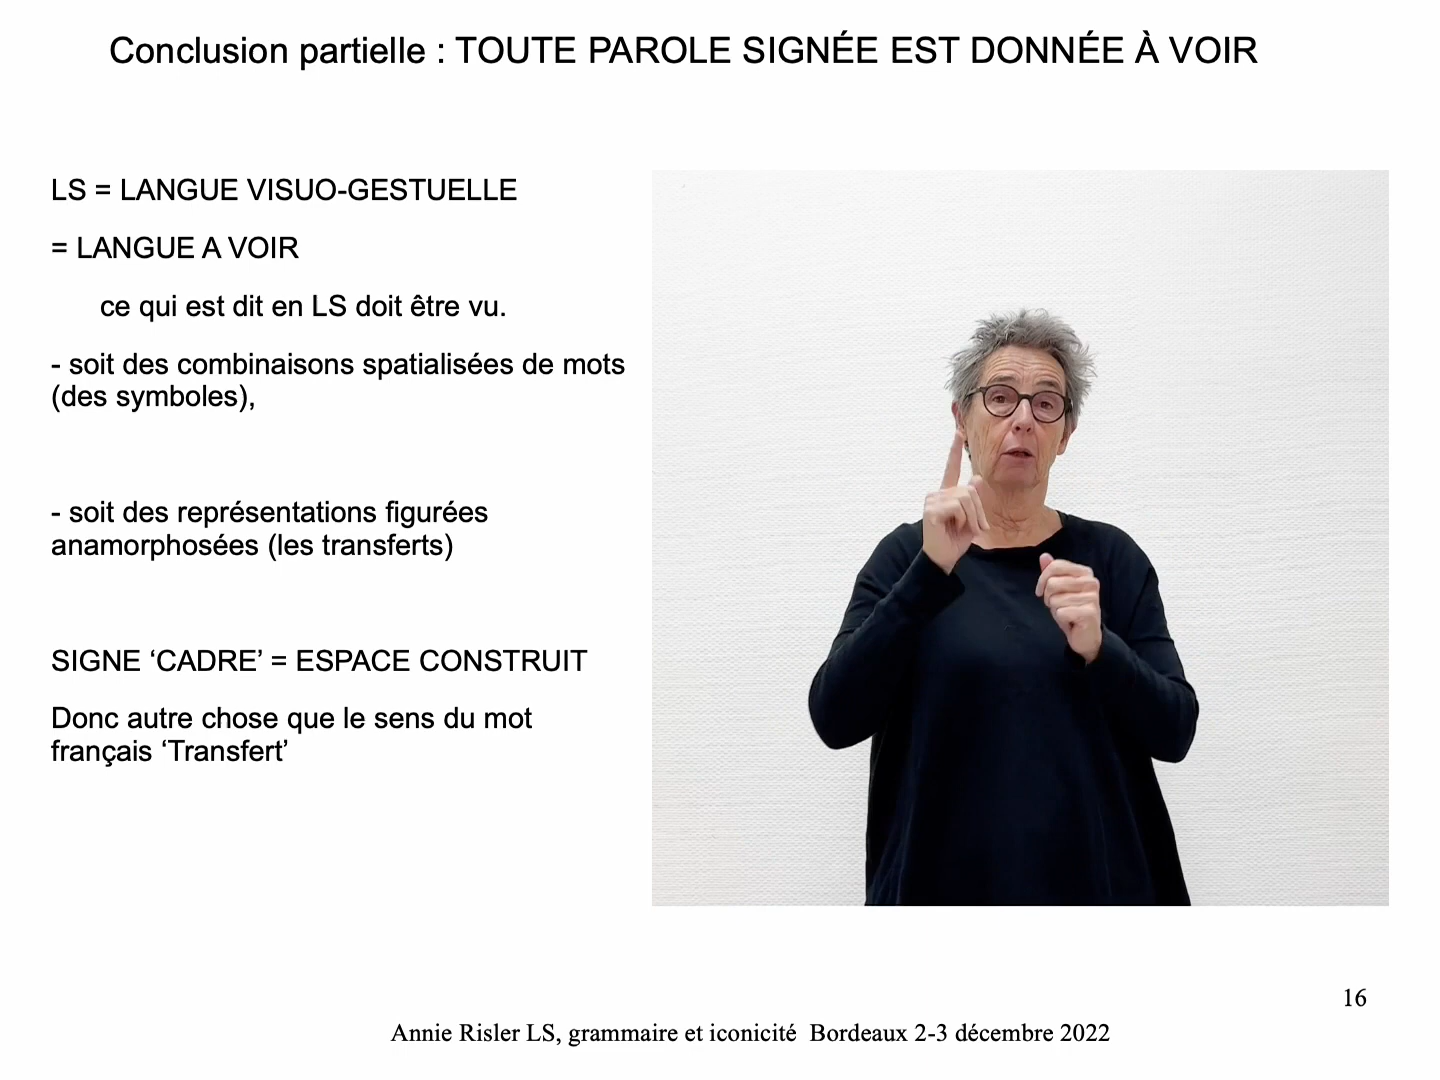 Conclusion partielle : TOUTE PAROLE SIGNÉE EST DONNÉE À VOIR
LS = LANGUE VISUO-GESTUELLE
= LANGUE A VOIR
ce qui est dit en LS doit être vu.
- soit des combinaisons spatialisées de mots
(des symboles),
- soit des représentations figurées
anamorphosées (les transferts)
SIGNE ‘CADRE’ = ESPACE CONSTRUIT
Donc autre chose que le sens du mot
français ‘Transfert’
16
Annie Risler LS, grammaire et iconicité  Bordeaux 2-3 décembre 2022